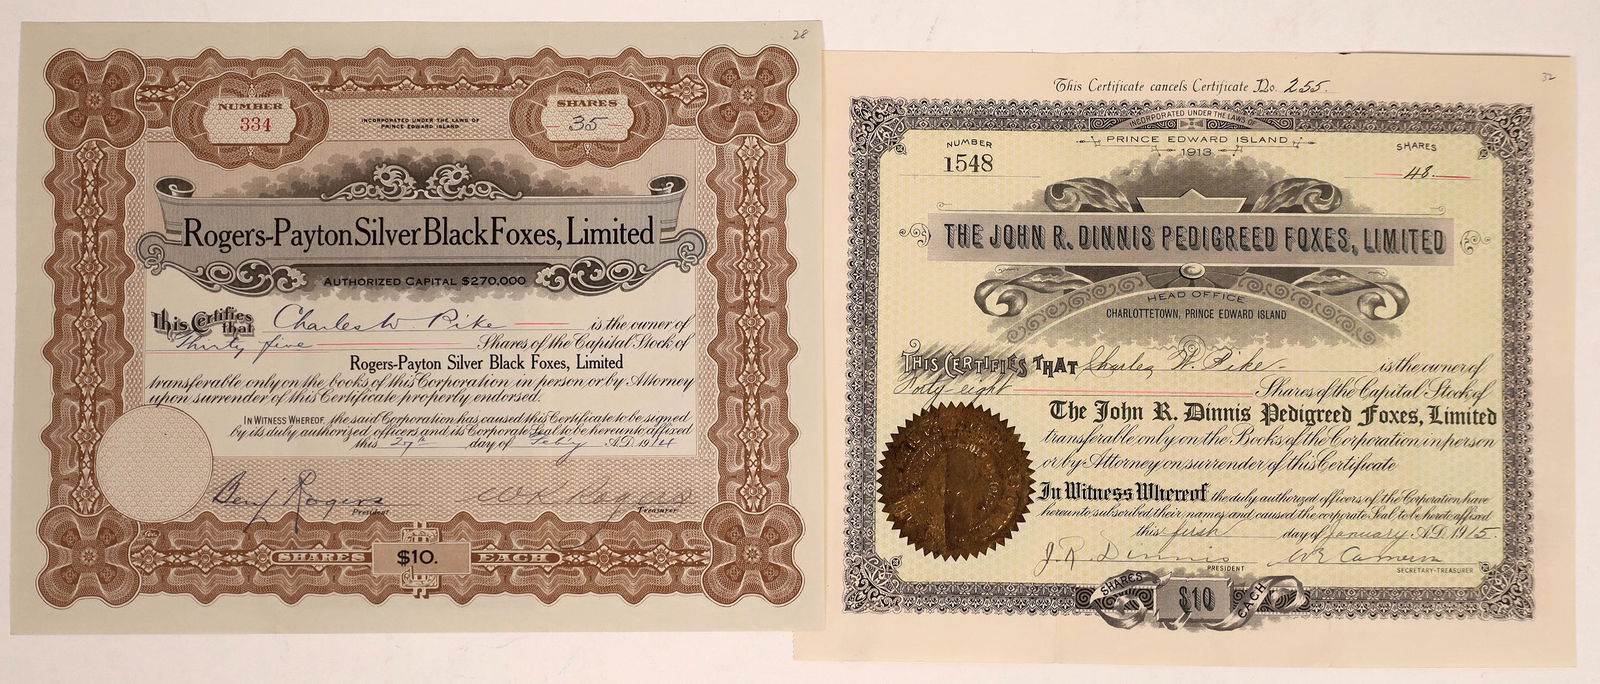 28
NUMBER
334
INCORPORATED UNDER THE LAWS OF
PRINCE EDWARD ISLAND
SHARES
35
Rogers-Payton Silver Black Foxes, Limited
AUTHORIZED CAPITAL $270,000
This Certifies that Charles W. Pike is the owner of
Thirty five Shares of the Capital Stock of
Rogers-Payton Silver Black Foxes, Limited
transferable only on the books of this Corporation in person or by Attorney
upon surrender of this Certificate properly endorsed.
IN WITNESS WHEREOF, the said Corporation has caused this Certificate to be signed
by its duly authorized officers and its Corporate Seal to be hereunto affixed
this 27th day of A.D. 1914
Benj Rogers
President
W K Rogers
Treasurer
SHARES $10. EACH
32
This Certificate cancels Certificate No. 255.
INCORPORATED UNDER THE LAWS OF
PRINCE EDWARD ISLAND
1913
NUMBER
1548
SHARES
48.
THE JOHN R. DINNIS PEDIGREED FOXES, LIMITED
HEAD OFFICE
CHARLOTTETOWN, PRINCE EDWARD ISLAND
THIS CERTIFIES THAT Charles W. Pike is the owner of
Forty eight Shares of the Capital Stock of
The John R. Dinnis Pedigreed Foxes, Limited
transferable only on the Books of the Corporation in person
or by Attorney on surrender of this Certificate
In Witness Whereof the duly authorized officers of the Corporation have
hereunto subscribed their names and caused the corporate Seal to be hereto affixed
this first day of January A.D. 1915
J. R. Dinnis
PRESIDENT
W E Cameron
SECRETARY-TREASURER
SHARES $10 EACH